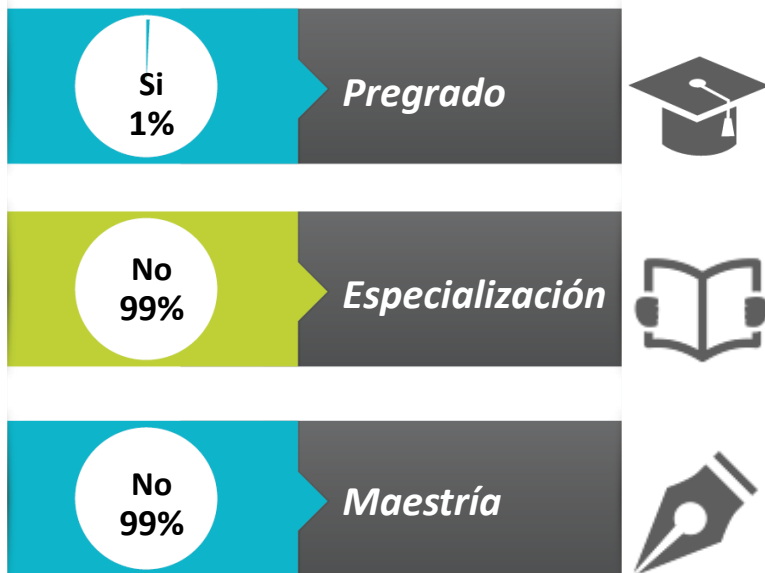 Si
1%
Pregrado
No
99%
Especialización
No
99%
Maestría